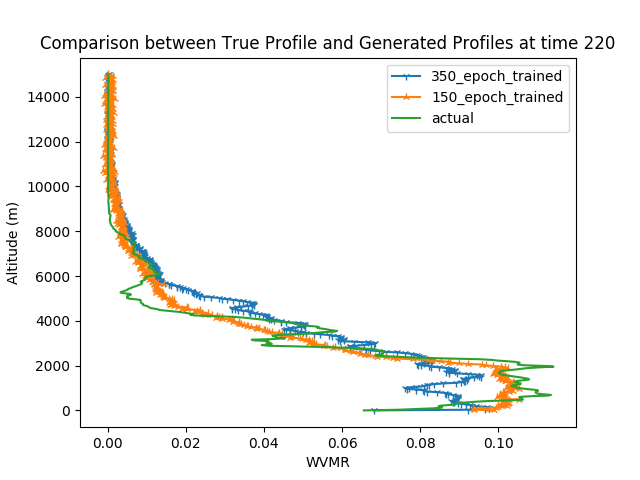 Comparison between True Profile and Generated Profiles at time 220
350_epoch_trained
150_epoch_trained
actual
14000
12000
10000
8000
6000
4000
2000
0
Altitude (m)
0.00 0.02 0.04 0.06 0.08 0.10
WVMR